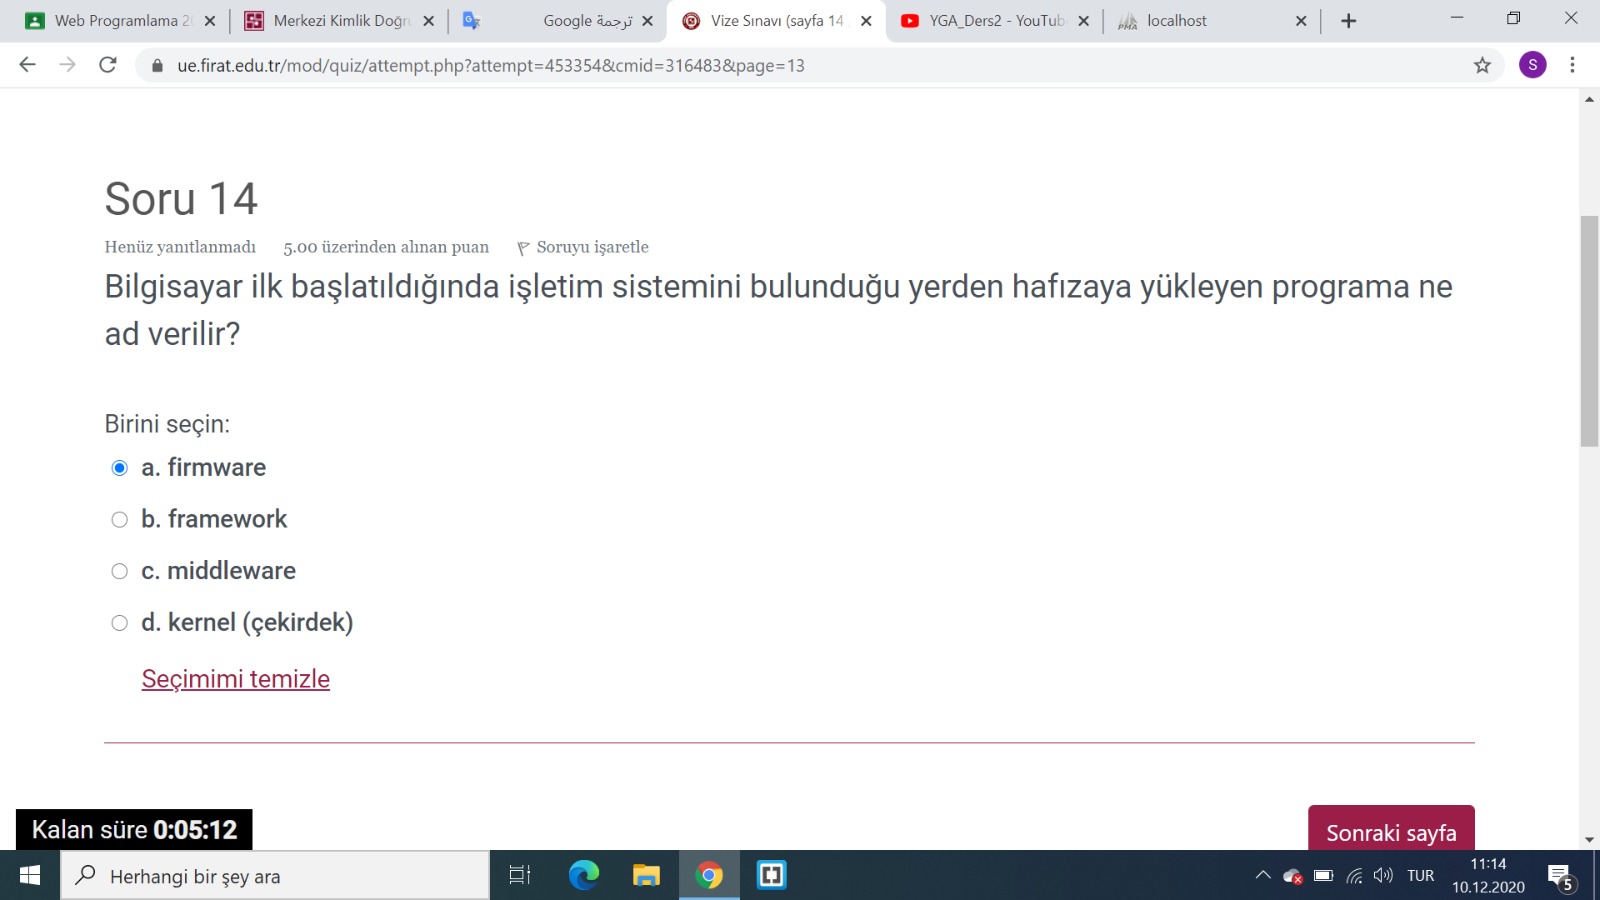 Web Programlama 2
Merkezi Kimlik Doğru
ترجمة Google
Vize Sınavı (sayfa 14
YGA_Ders2 - YouTub
PMA
localhost
ue.firat.edu.tr/mod/quiz/attempt.php?attempt=453354&cmid=316483&page=13
S
Soru 14
Henüz yanıtlanmadı 5.00 üzerinden alınan puan Soruyu işaretle
Bilgisayar ilk başlatıldığında işletim sistemini bulunduğu yerden hafızaya yükleyen programa ne
ad verilir?
Birini seçin:
a. firmware
b. framework
c. middleware
d. kernel (çekirdek)
Seçimimi temizle
Kalan süre 0:05:12
Sonraki sayfa
Herhangi bir şey ara
TUR
11:14
10.12.2020
5